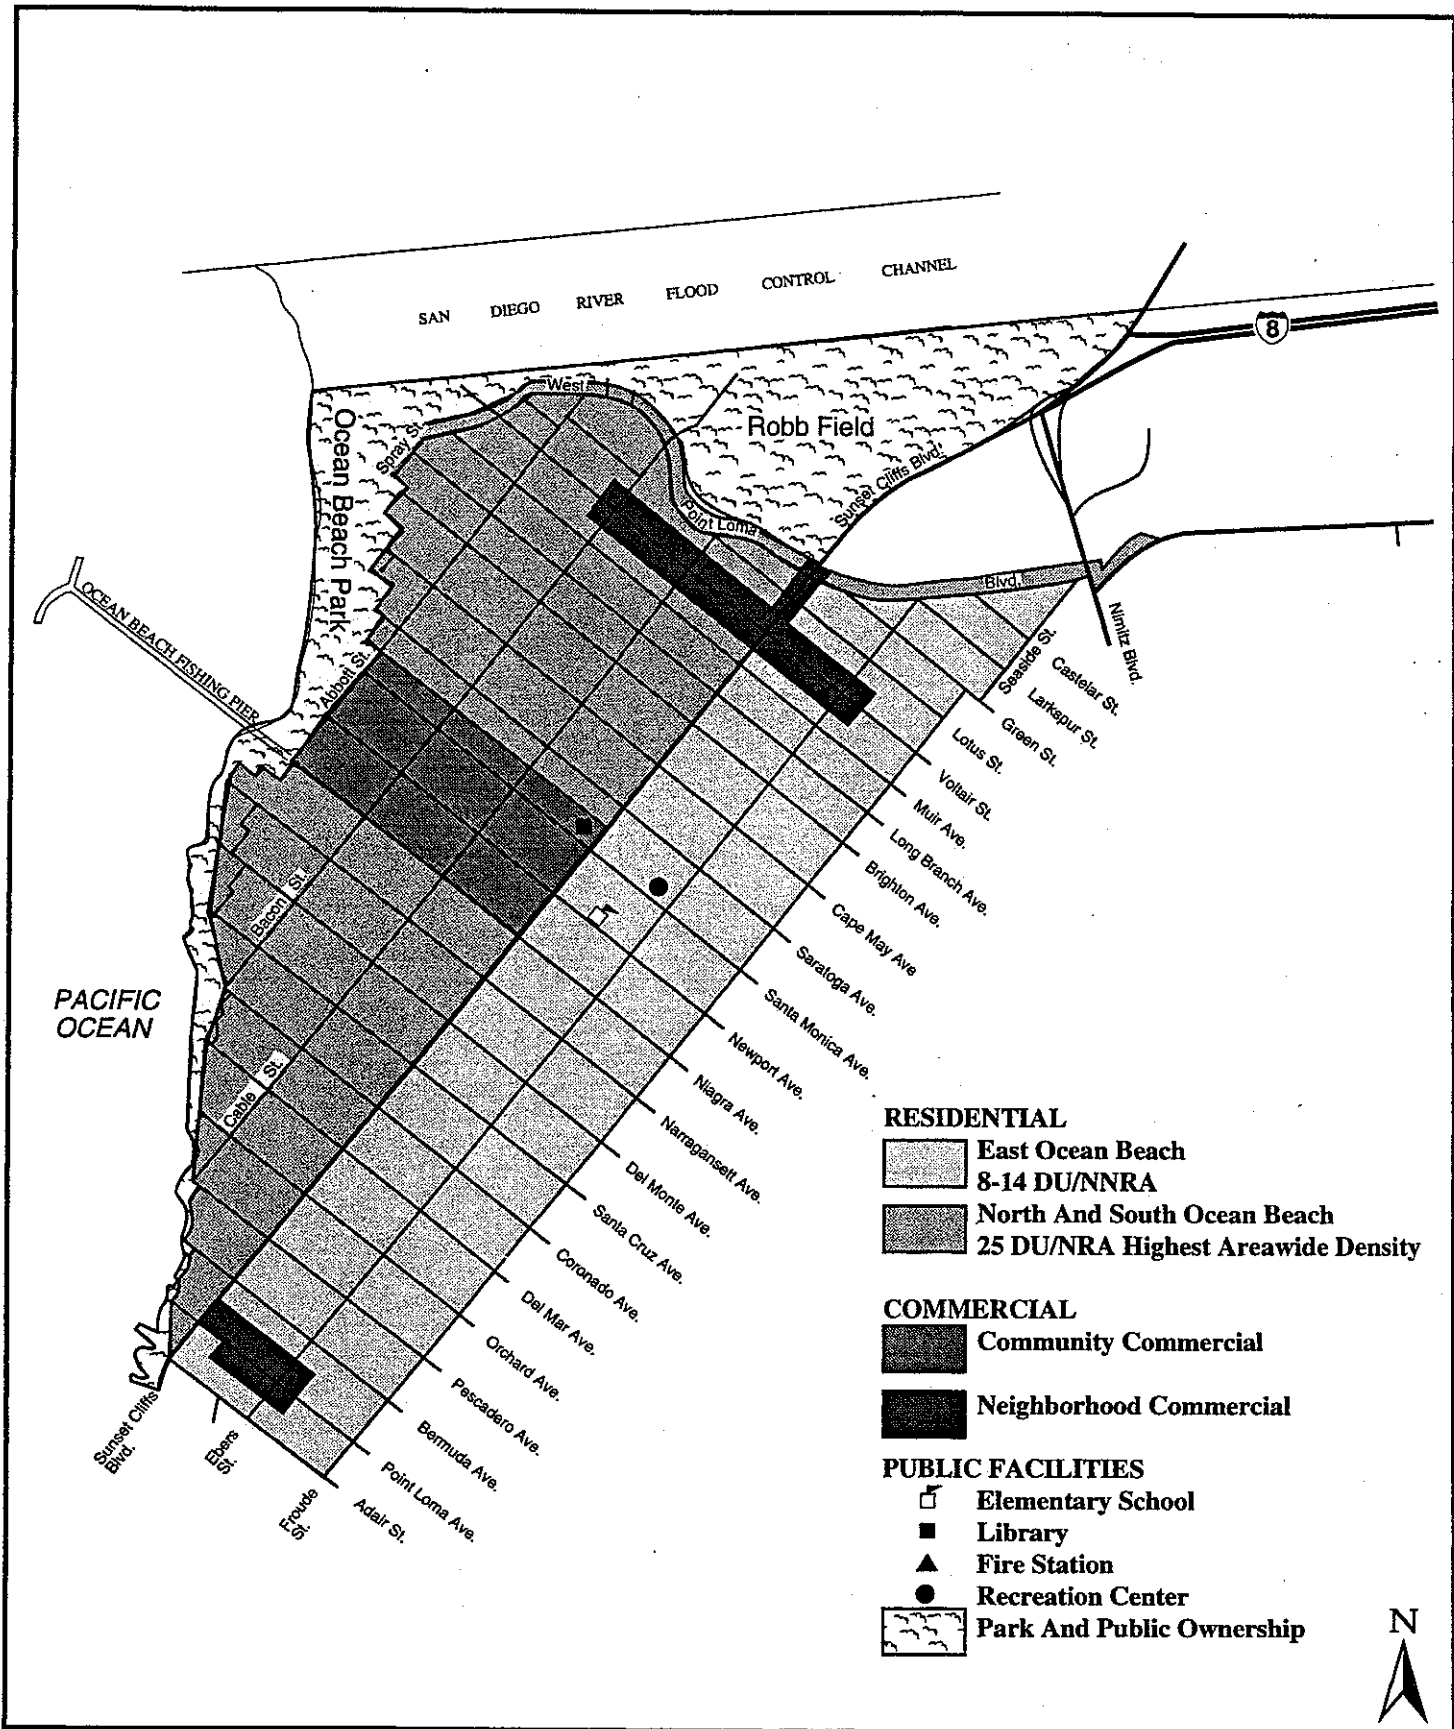 SAN DIEGO RIVER FLOOD CONTROL CHANNEL
8
West
Robb Field
Spray St.
Ocean Beach Park
Sunset Cliffs Blvd.
Point Loma
Blvd.
OCEAN BEACH FISHING PIER
Abbott St.
Nimitz Blvd.
Seaside St.
Castelar St.
Larkspur St.
Green St.
Lotus St.
Voltair St.
Muir Ave.
Long Branch Ave.
Brighton Ave.
Cape May Ave
Saratoga Ave.
Santa Monica Ave.
Newport Ave.
Niagra Ave.
Narragansett Ave.
Del Monte Ave.
Santa Cruz Ave.
Coronado Ave.
Del Mar Ave.
Orchard Ave.
Pescadero Ave.
Bermuda Ave.
Point Loma Ave.
Adair St.
Bacon St.
Cable St.
PACIFIC
OCEAN
Sunset Cliffs
Blvd.
Ebers
St.
Froude
St.
RESIDENTIAL
East Ocean Beach
8-14 DU/NNRA
North And South Ocean Beach
25 DU/NRA Highest Areawide Density
COMMERCIAL
Community Commercial
Neighborhood Commercial
PUBLIC FACILITIES
Elementary School
Library
Fire Station
Recreation Center
Park And Public Ownership
N